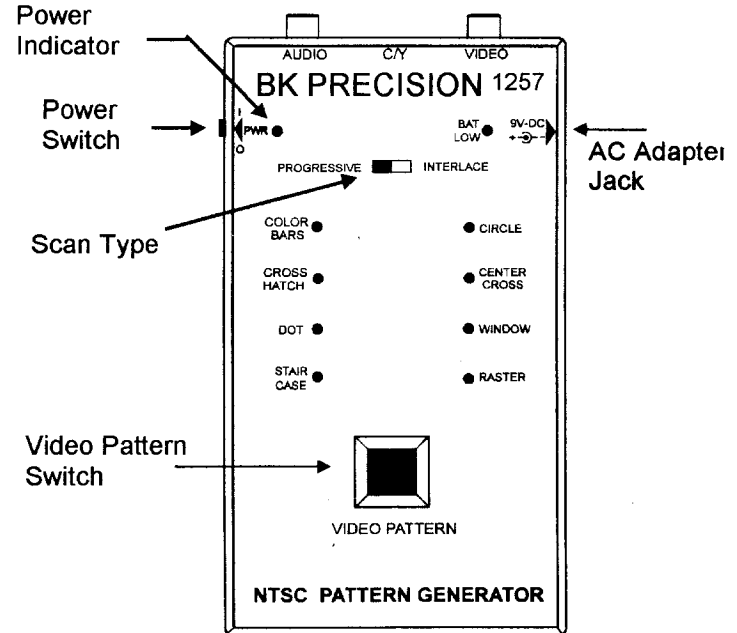 Power
Indicator
AUDIO C/Y VIDEO
BK PRECISION 1257
Power
Switch
I
PWR
O
BAT
LOW
9V-DC
+ -
AC Adapter
Jack
PROGRESSIVE INTERLACE
Scan Type
COLOR
BARS
CIRCLE
CROSS
HATCH
CENTER
CROSS
DOT
WINDOW
STAIR
CASE
RASTER
Video Pattern
Switch
VIDEO PATTERN
NTSC PATTERN GENERATOR